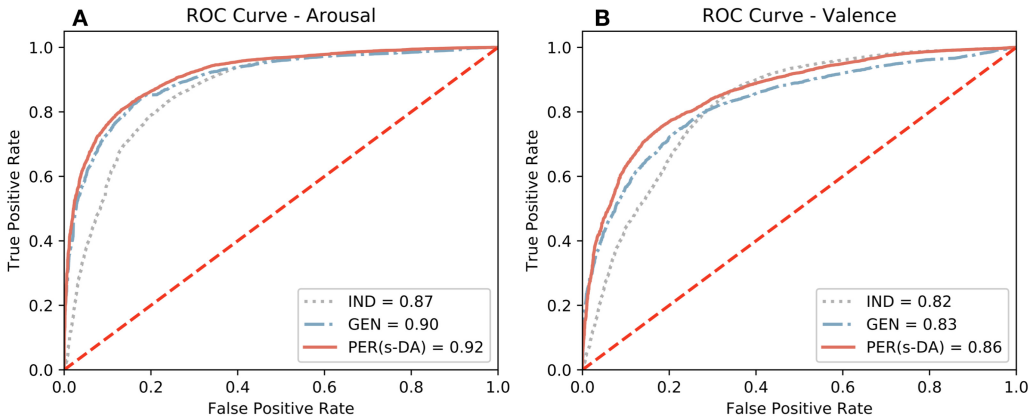 A
ROC Curve - Arousal
1.0
0.8
0.6
0.4
0.2
0.0
True Positive Rate
0.0 0.2 0.4 0.6 0.8 1.0
False Positive Rate
IND = 0.87
GEN = 0.90
PER(s-DA) = 0.92
B
ROC Curve - Valence
1.0
0.8
0.6
0.4
0.2
0.0
True Positive Rate
0.0 0.2 0.4 0.6 0.8 1.0
False Positive Rate
IND = 0.82
GEN = 0.83
PER(s-DA) = 0.86